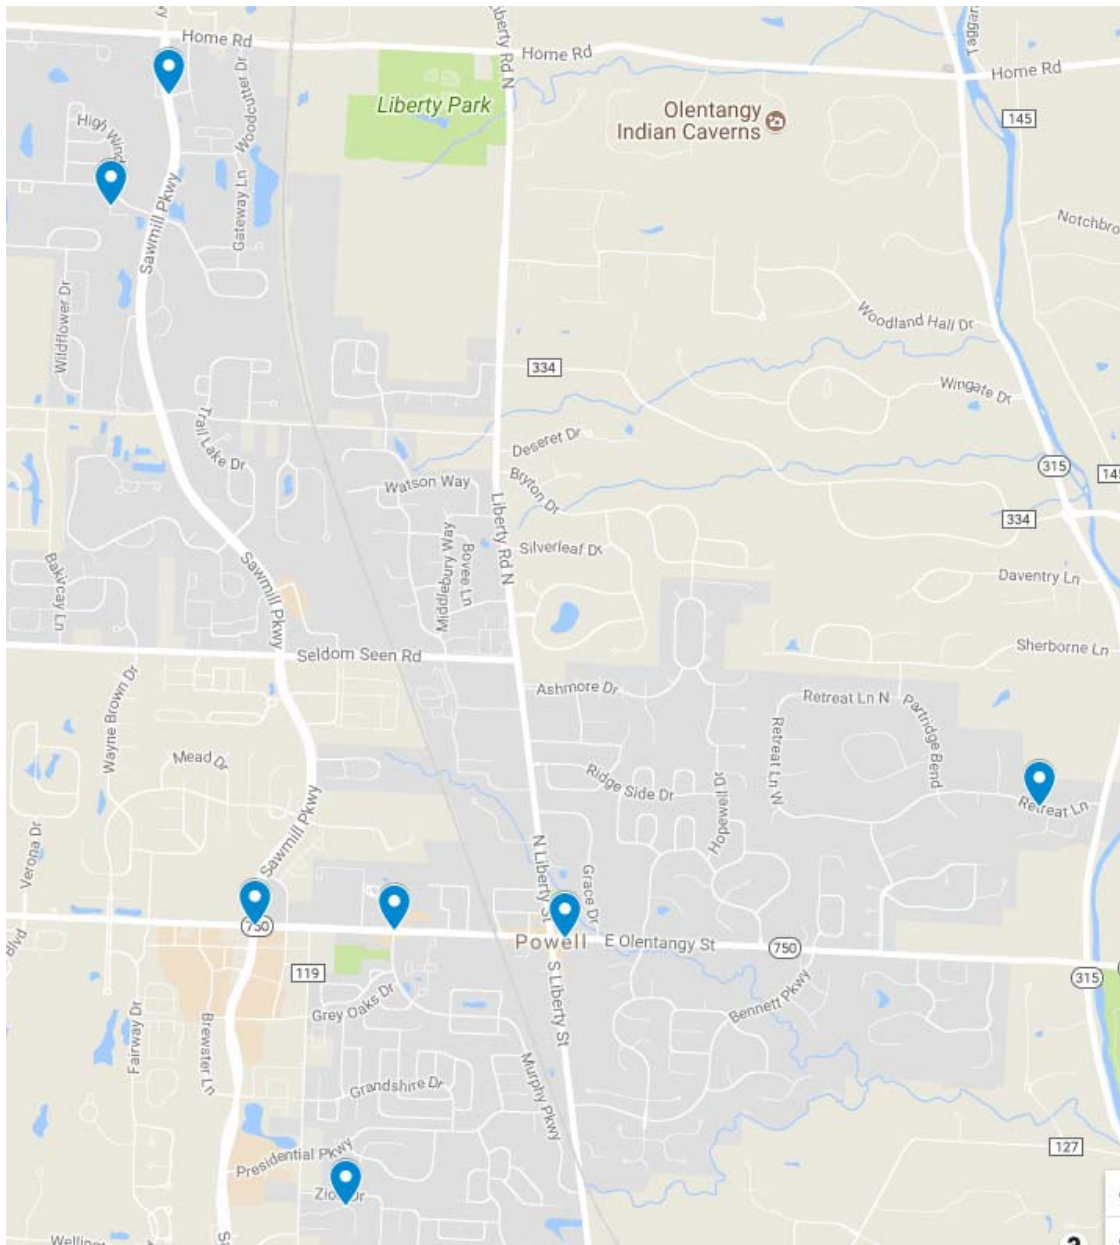 Home Rd
Liberty Rd N
Home Rd
Home Rd
145
Liberty Park
Olentangy
Indian Caverns
Woodcutter Dr
Sawmill Pkwy
Gateway Ln
Woodland Hall Dr
Wildflower Dr
334
Wingate Dr
Trail Lake Dr
Deseret Dr
Bryton Dr
315
Watson Way
Liberty Rd N
334
Middlebury Way
Bovee Ln
Silverleaf Dr
Bakircay Ln
Sawmill Pkwy
Daventry Ln
Seldom Seen Rd
Sherborne Ln
Wayne Brown Dr
Ashmore Dr
Retreat Ln N
Partridge Bend
Mead Dr
Retreat Ln W
Ridge Side Dr
Hopewell Dr
Retreat Ln
Sawmill Pkwy
Verona Dr
N Liberty St
Grace Dr
750
Powell
E Olentangy St
750
Blvd
119
S Liberty St
315
Grey Oaks Dr
Bennett Pkwy
Fairway Dr
Brewster Ln
Grandshire Dr
Murphy Pkwy
127
Presidential Pkwy